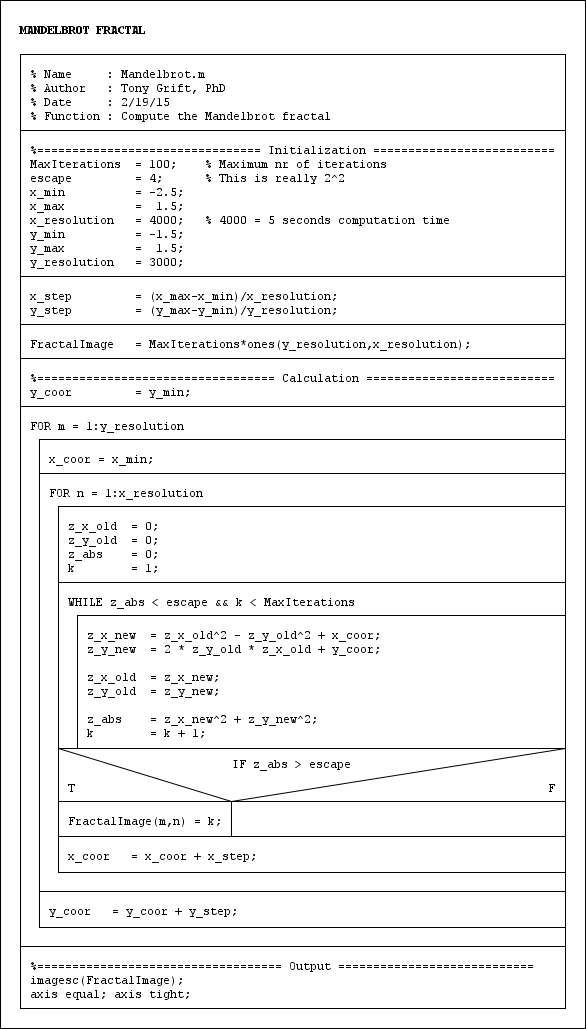 MANDELBROT FRACTAL
% Name     : Mandelbrot.m
% Author   : Tony Grift, PhD
% Date     : 2/19/15
% Function : Compute the Mandelbrot fractal
%================================ Initialization ==========================
MaxIterations  = 100;    % Maximum nr of iterations
escape         = 4;      % This is really 2^2
x_min          = -2.5;
x_max          =  1.5;
x_resolution   = 4000;   % 4000 = 5 seconds computation time
y_min          = -1.5;
y_max          =  1.5;
y_resolution   = 3000;
x_step         = (x_max-x_min)/x_resolution;
y_step         = (y_max-y_min)/y_resolution;
FractalImage   = MaxIterations*ones(y_resolution,x_resolution);
%================================== Calculation ===========================
y_coor         = y_min;
FOR m = 1:y_resolution
x_coor = x_min;
FOR n = 1:x_resolution
z_x_old  = 0;
z_y_old  = 0;
z_abs    = 0;
k        = 1;
WHILE z_abs < escape && k < MaxIterations
z_x_new  = z_x_old^2 - z_y_old^2 + x_coor;
z_y_new  = 2 * z_y_old * z_x_old + y_coor;
z_x_old  = z_x_new;
z_y_old  = z_y_new;
z_abs    = z_x_new^2 + z_y_new^2;
k        = k + 1;
IF z_abs > escape
T F
FractalImage(m,n) = k;
x_coor   = x_coor + x_step;
y_coor   = y_coor + y_step;
%=================================== Output ============================
imagesc(FractalImage);
axis equal; axis tight;